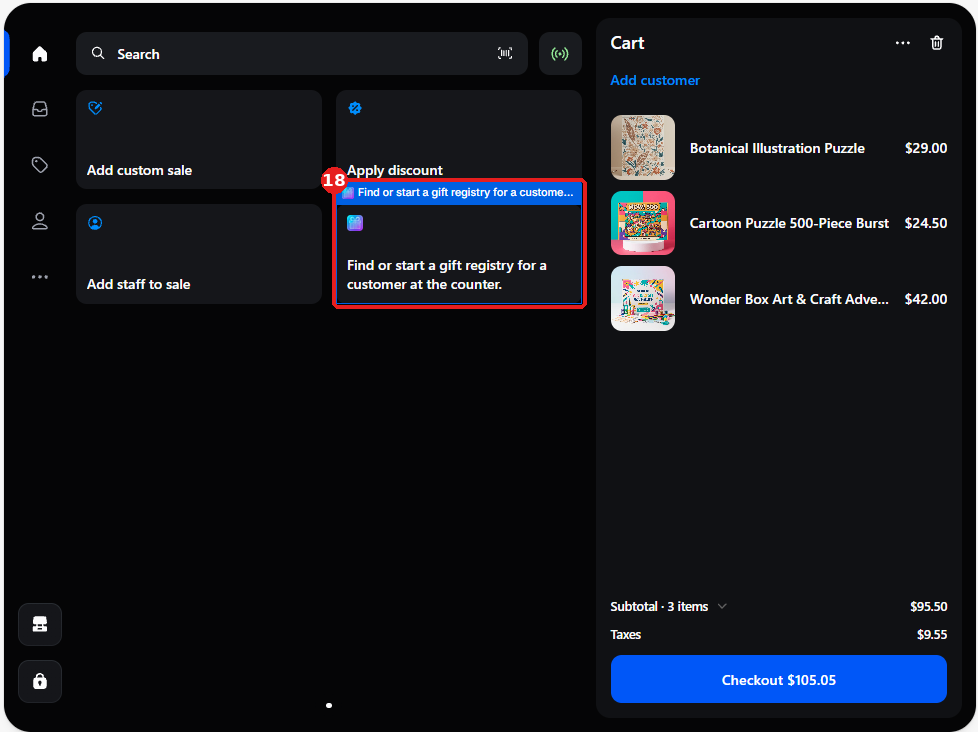 Search
Add custom sale
Apply discount
18
Find or start a gift registry for a custome...
Find or start a gift registry for a
customer at the counter.
Add staff to sale
Cart
Add customer
Botanical Illustration Puzzle $29.00
Cartoon Puzzle 500-Piece Burst $24.50
Wonder Box Art & Craft Adve... $42.00
Subtotal · 3 items $95.50
Taxes $9.55
Checkout $105.05